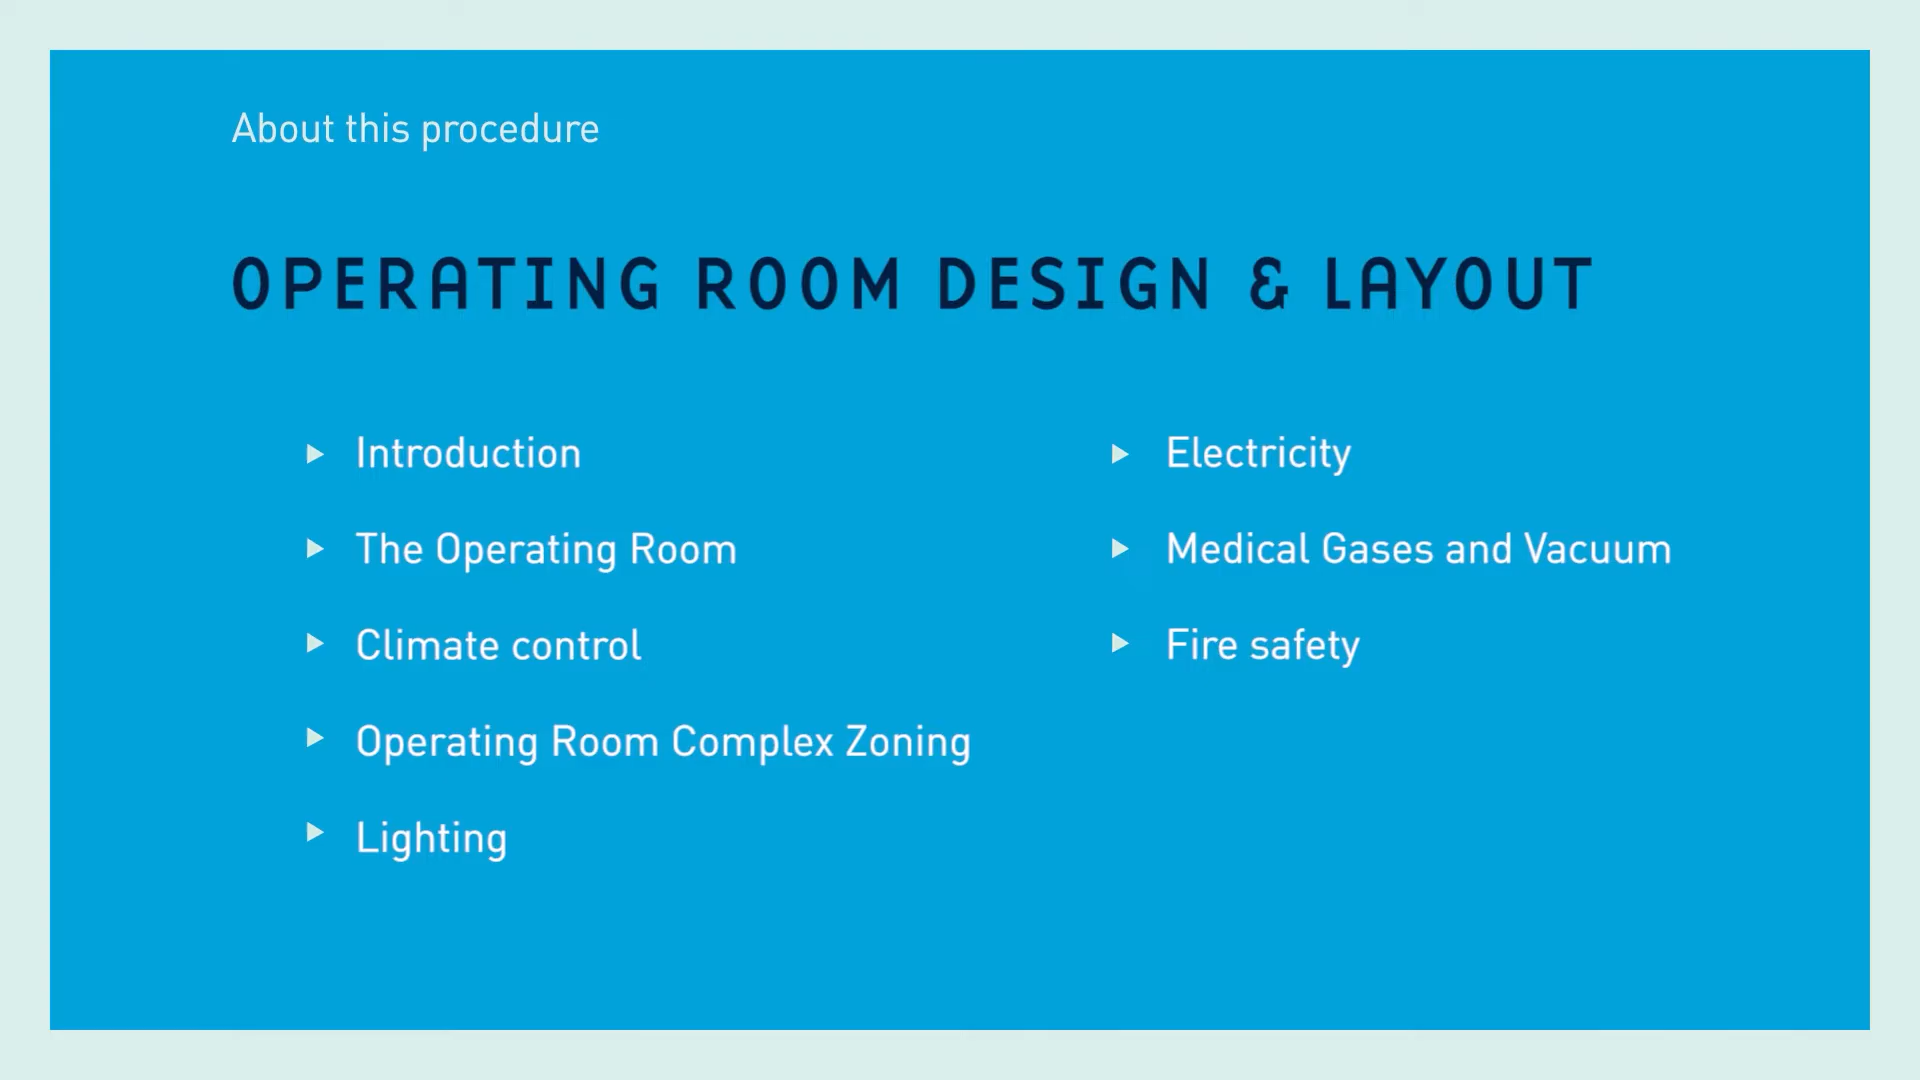 About this procedure
OPERATING ROOM DESIGN & LAYOUT
Introduction
The Operating Room
Climate control
Operating Room Complex Zoning
Lighting
Electricity
Medical Gases and Vacuum
Fire safety